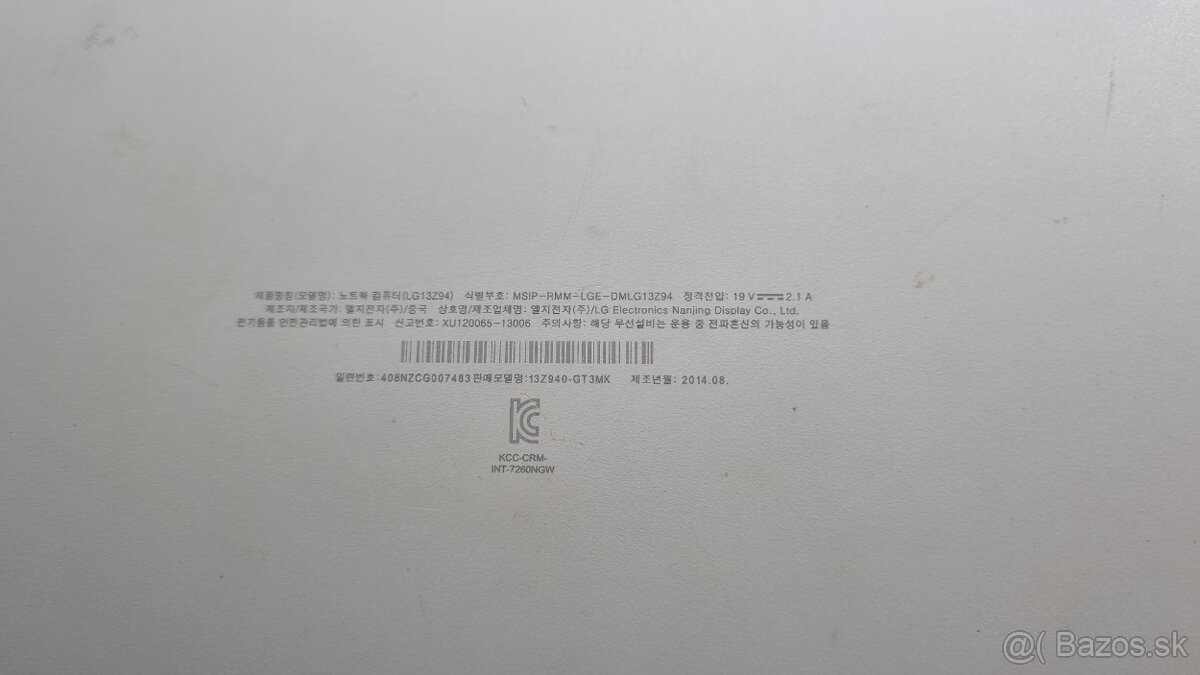 제품명칭(모델명): 노트북 컴퓨터(LG13Z94) 식별부호: MSIP-RMM-LGE-DMLG13Z94 정격전압: 19 V 2.1 A
제조자/제조국가: 엘지전자(주)/중국 상호명/제조업체명: 엘지전자(주)/LG Electronics Nanjing Display Co., Ltd.
전기용품 안전관리법에 의한 표시 신고번호: XU120065-13006 주의사항: 해당 무선설비는 운용 중 전파혼신의 가능성이 있음
일련번호: 408NZCG007483 판매모델명: 13Z940-GT3MK 제조년월: 2014.08.
KCC-CRM-
INT-7260NGW
@( Bazos.sk